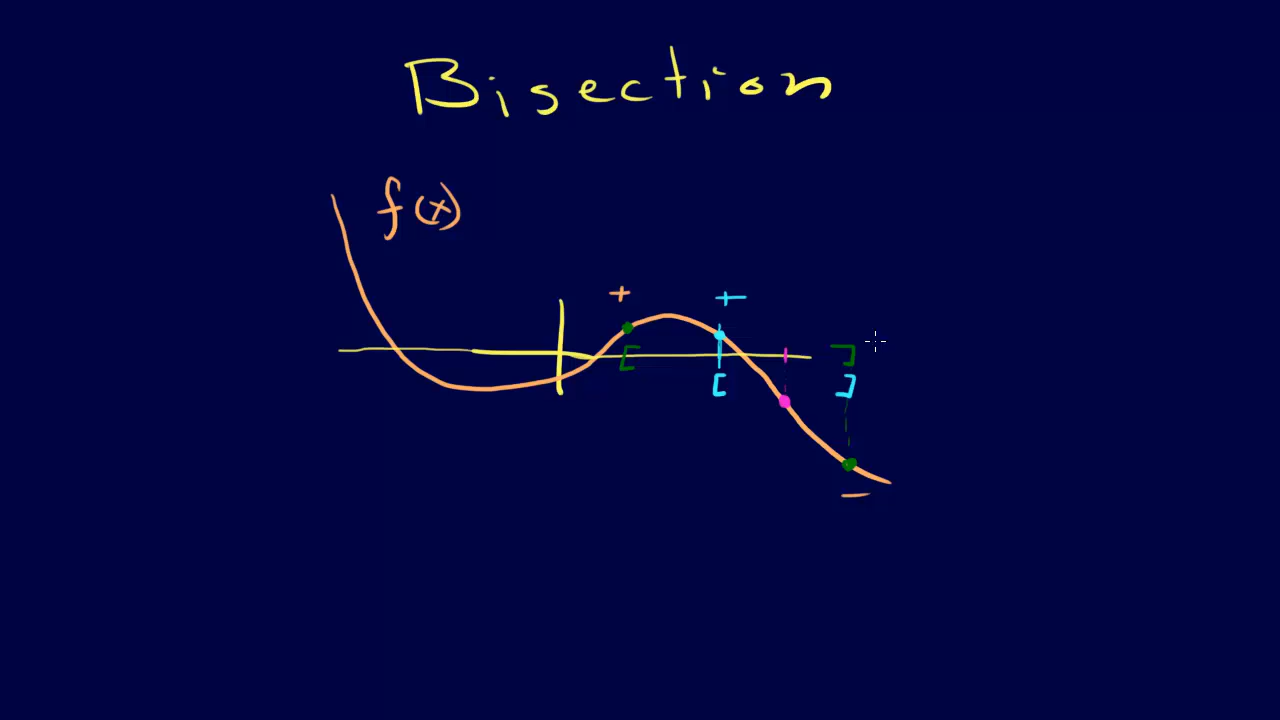 Bisection
f(x)
+ +
[ ]
[ ]
−